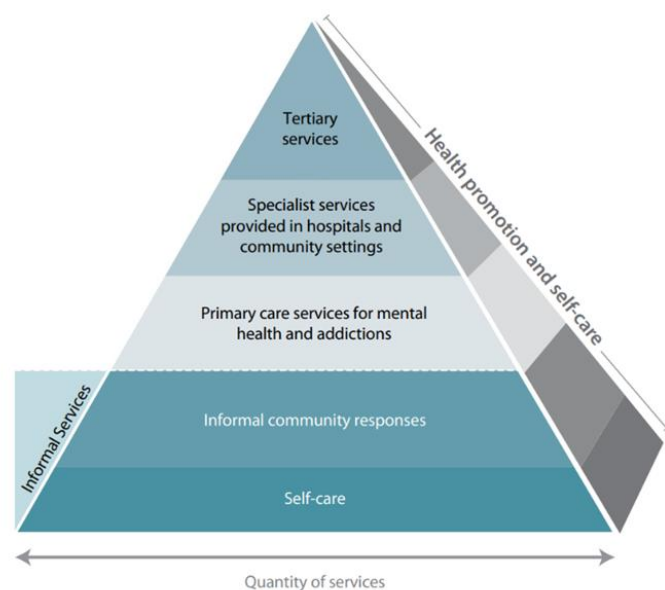 Tertiary
services
Specialist services
provided in hospitals and
community settings
Primary care services for mental
health and addictions
Informal community responses
Self-care
Informal Services
Health promotion and self-care
Quantity of services